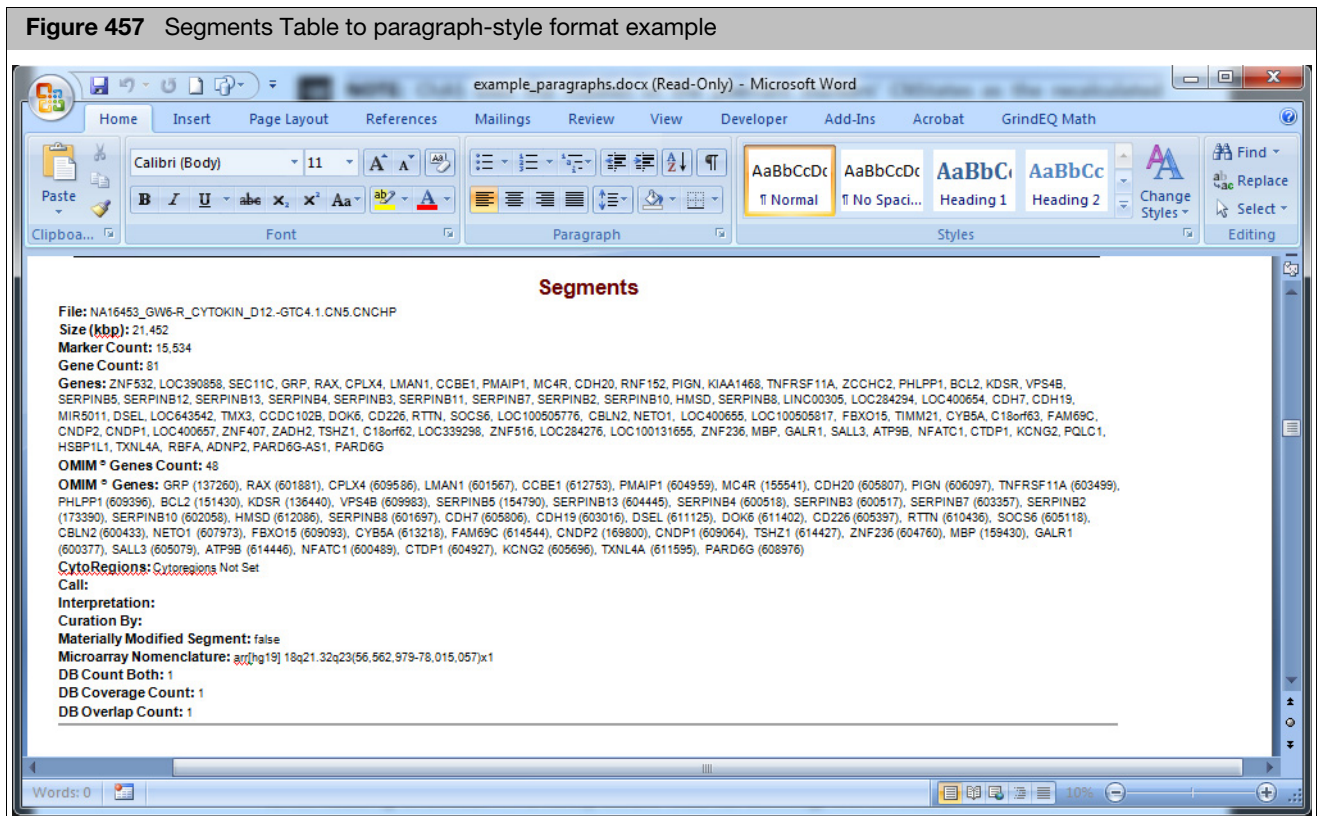 Figure 457 Segments Table to paragraph-style format example
example_paragraphs.docx (Read-Only) - Microsoft Word
Home Insert Page Layout References Mailings Review View Developer Add-Ins Acrobat GrindEQ Math
Calibri (Body) 11 AaBbCcDc AaBbCcDc AaBbC AaBbCc Find
Replace
Paste B I U abc x₂ x² Aa ¶ Normal ¶ No Spaci... Heading 1 Heading 2 Change Styles Select
Clipboa... Font Paragraph Styles Editing
Segments
File: NA16453_GW6-R_CYTOKIN_D12.-GTC4.1.CN5.CNCHP
Size (kbp): 21,452
Marker Count: 15,534
Gene Count: 81
Genes: ZNF532, LOC390858, SEC11C, GRP, RAX, CPLX4, LMAN1, CCBE1, PMAIP1, MC4R, CDH20, RNF152, PIGN, KIAA1468, TNFRSF11A, ZCCHC2, PHLPP1, BCL2, KDSR, VPS4B,
SERPINB5, SERPINB12, SERPINB13, SERPINB4, SERPINB3, SERPINB11, SERPINB7, SERPINB2, SERPINB10, HMSD, SERPINB8, LINC00305, LOC284294, LOC400654, CDH7, CDH19,
MIR5011, DSEL, LOC643542, TMX3, CCDC102B, DOK6, CD226, RTTN, SOCS6, LOC100505776, CBLN2, NETO1, LOC400655, LOC100505817, FBXO15, TIMM21, CYB5A, C18orf63, FAM69C,
CNDP2, CNDP1, LOC400657, ZNF407, ZADH2, TSHZ1, C18orf62, LOC339298, ZNF516, LOC284276, LOC100131655, ZNF236, MBP, GALR1, SALL3, ATP9B, NFATC1, CTDP1, KCNG2, PQLC1,
HSBP1L1, TXNL4A, RBFA, ADNP2, PARD6G-AS1, PARD6G
OMIM ® Genes Count: 48
OMIM ® Genes: GRP (137260), RAX (601881), CPLX4 (609586), LMAN1 (601567), CCBE1 (612753), PMAIP1 (604959), MC4R (155541), CDH20 (605807), PIGN (606097), TNFRSF11A (603499),
PHLPP1 (609396), BCL2 (151430), KDSR (136440), VPS4B (609983), SERPINB5 (154790), SERPINB13 (604445), SERPINB4 (600518), SERPINB3 (600517), SERPINB7 (603357), SERPINB2
(173390), SERPINB10 (602058), HMSD (612086), SERPINB8 (601697), CDH7 (605806), CDH19 (603016), DSEL (611125), DOK6 (611402), CD226 (605397), RTTN (610436), SOCS6 (605118),
CBLN2 (600433), NETO1 (607973), FBXO15 (609093), CYB5A (613218), FAM69C (614544), CNDP2 (169800), CNDP1 (609064), TSHZ1 (614427), ZNF236 (604760), MBP (159430), GALR1
(600377), SALL3 (605079), ATP9B (614446), NFATC1 (600489), CTDP1 (604927), KCNG2 (605696), TXNL4A (611595), PARD6G (608976)
CytoRegions: Cytoregions Not Set
Call:
Interpretation:
Curation By:
Materially Modified Segment: false
Microarray Nomenclature: arr[hg19] 18q21.32q23(56,562,979-78,015,057)x1
DB Count Both: 1
DB Coverage Count: 1
DB Overlap Count: 1
Words: 0 10%